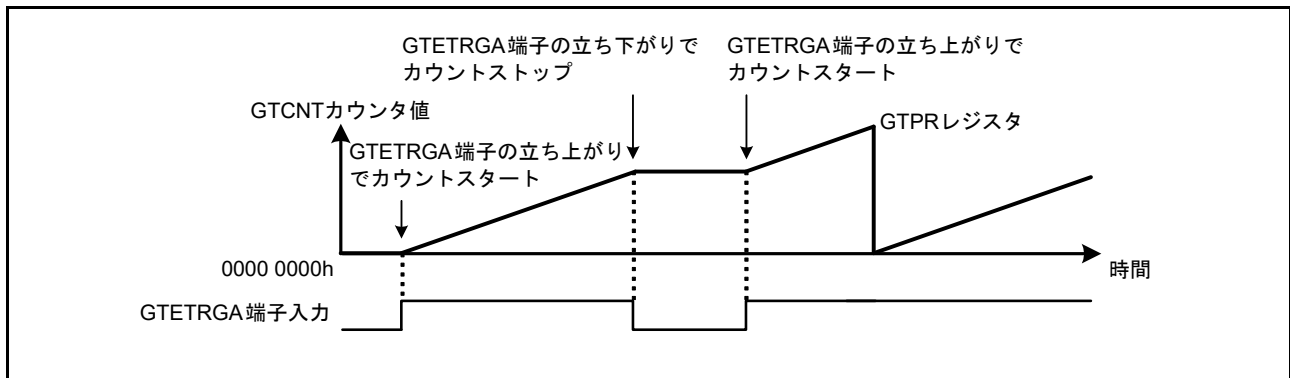 GTETRGA端子の立ち下がりで
カウントストップ
GTETRGA端子の立ち上がりで
カウントスタート
GTCNTカウンタ値
GTPRレジスタ
GTETRGA端子の立ち上がり
でカウントスタート
0000 0000h
時間
GTETRGA端子入力